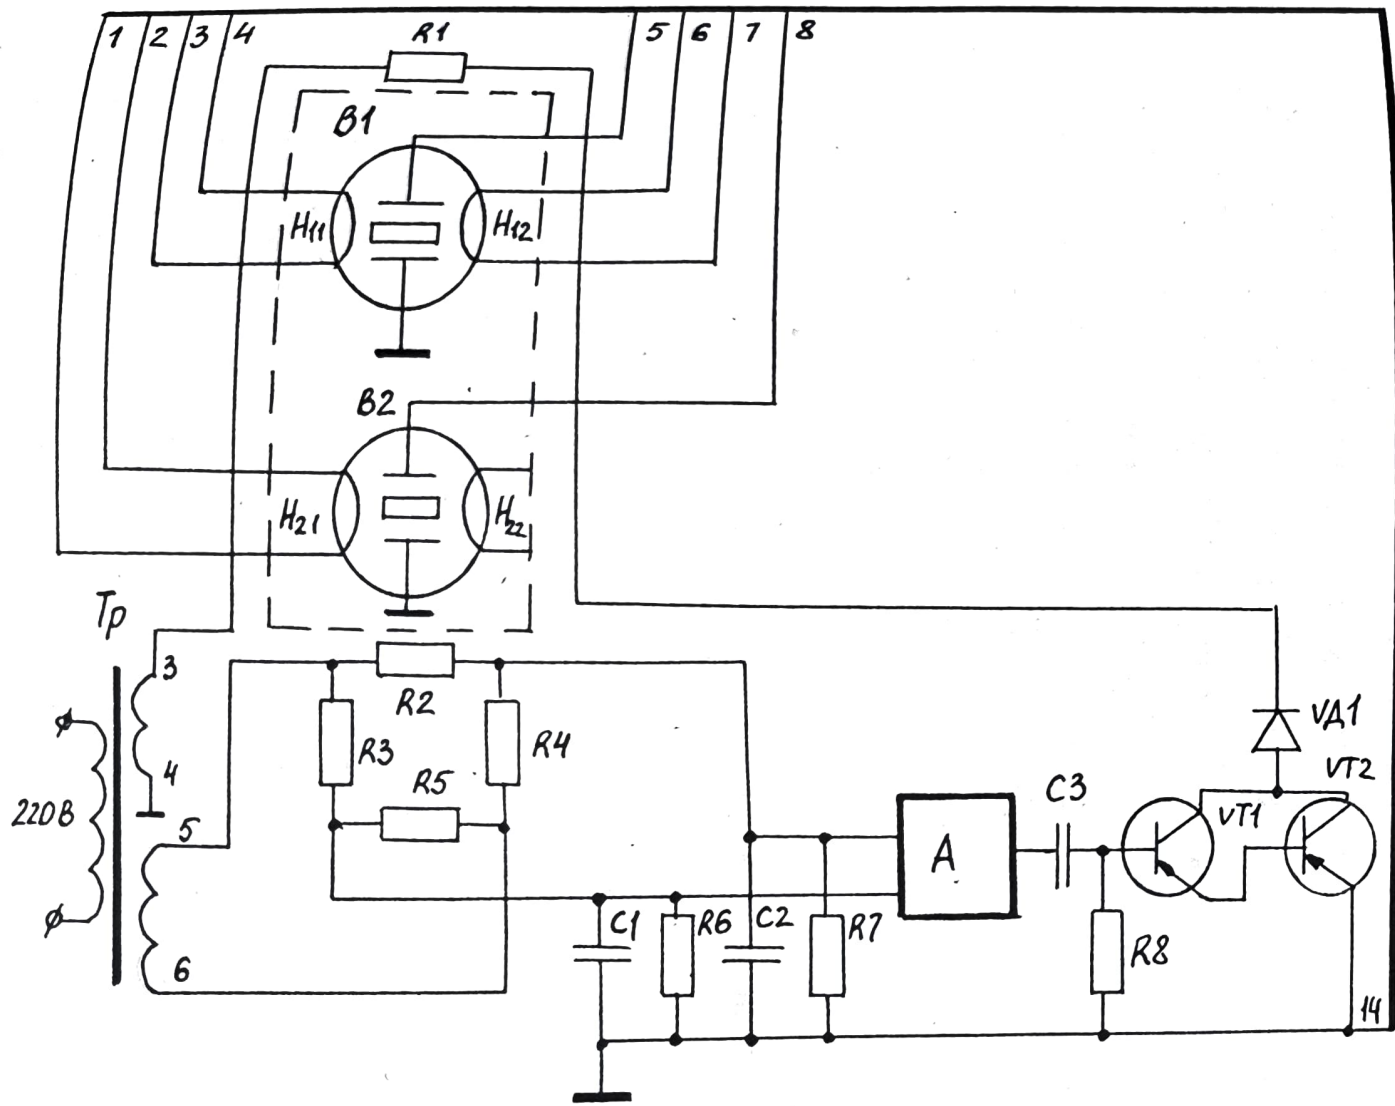 1 2 3 4 R1 5 6 7 8
B1
H11 H12
B2
H21 H22
Тр
3
R2
VД1
R3 R4
4 R5 VT2
220В 5 C3 VT1
A
C1 R6 C2 R7
6 R8
14